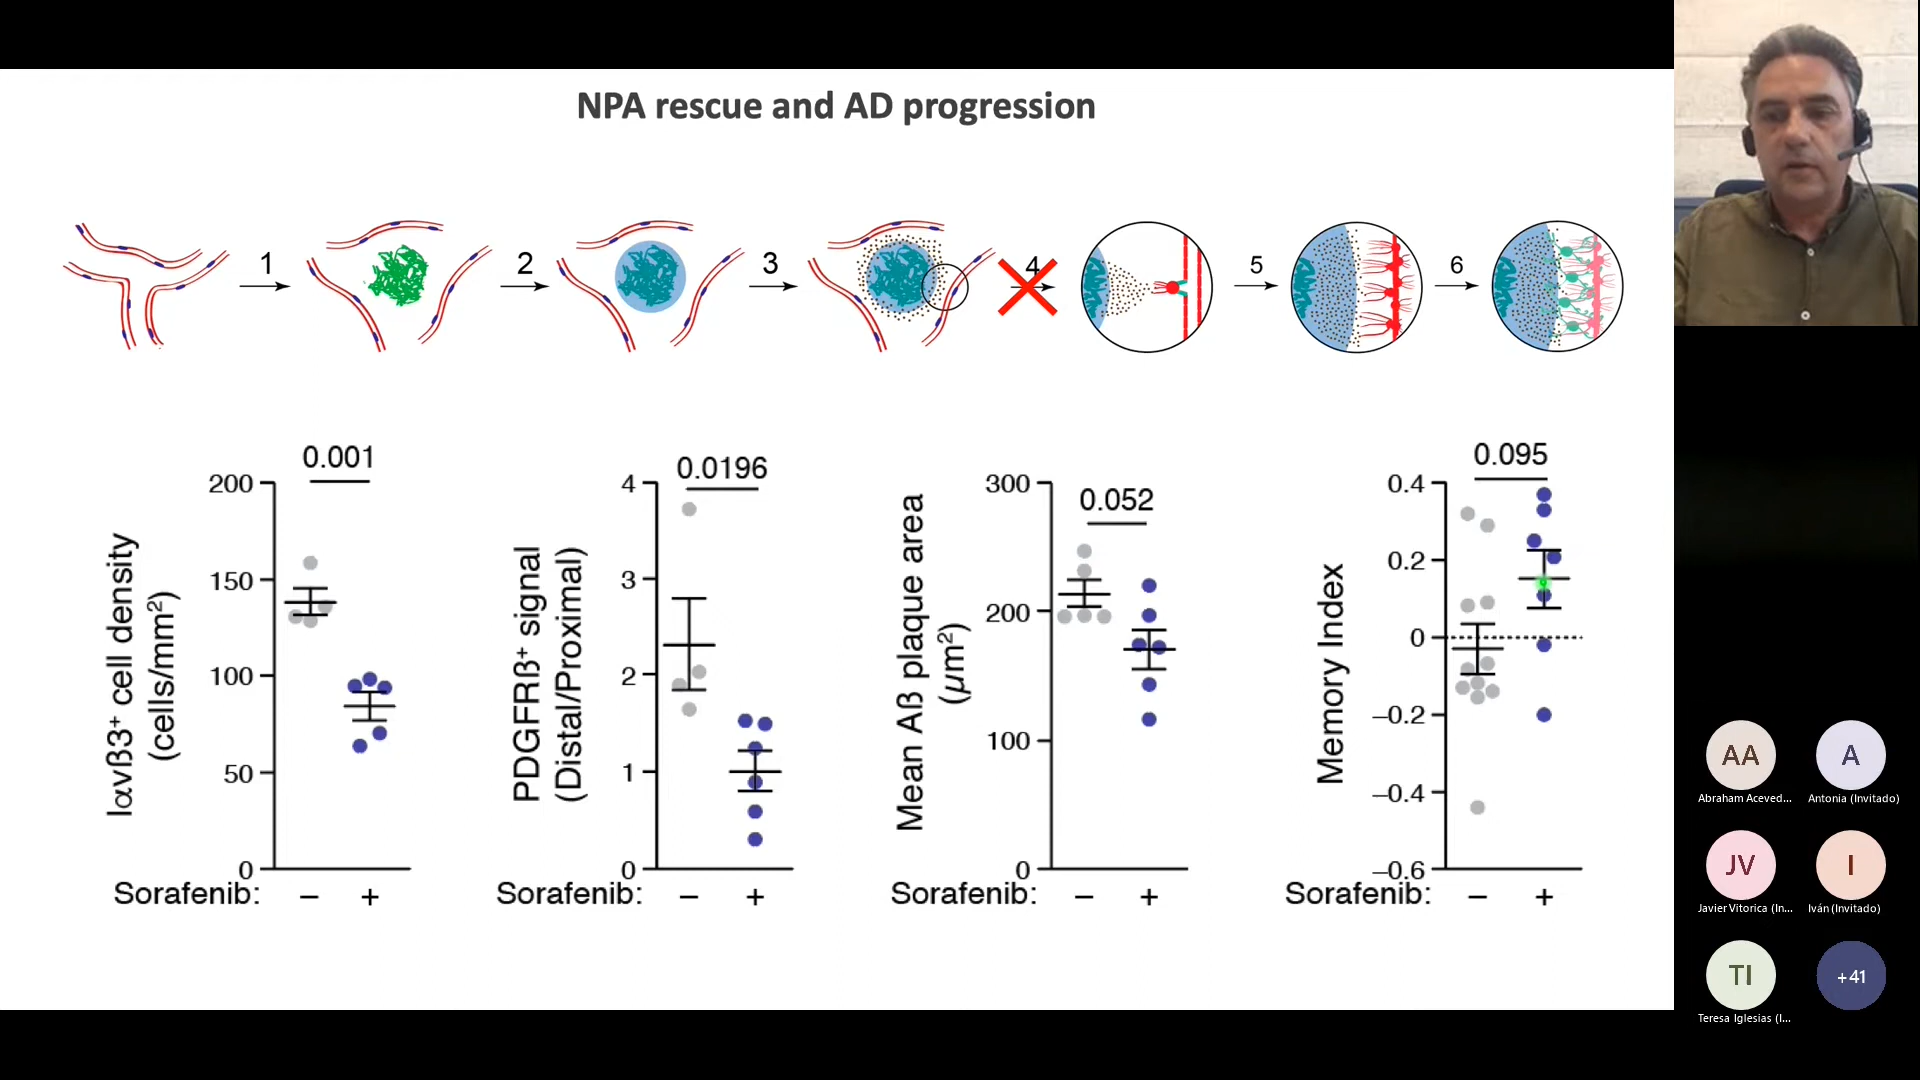 NPA rescue and AD progression
1
2
3
4
5
6
0.001
200
150
100
50
0
Iαvß3⁺ cell density
(cells/mm²)
Sorafenib:
−
+
0.0196
4
3
2
1
0
PDGFRß⁺ signal
(Distal/Proximal)
Sorafenib:
−
+
0.052
300
200
100
0
Mean Aß plaque area
(µm²)
Sorafenib:
−
+
0.095
0.4
0.2
0
−0.2
−0.4
−0.6
Memory Index
Sorafenib:
−
+
AA
Abraham Aceved...
A
Antonia (Invitado)
JV
Javier Vitorica (In...
I
Iván (Invitado)
TI
Teresa Iglesias (I...
+41